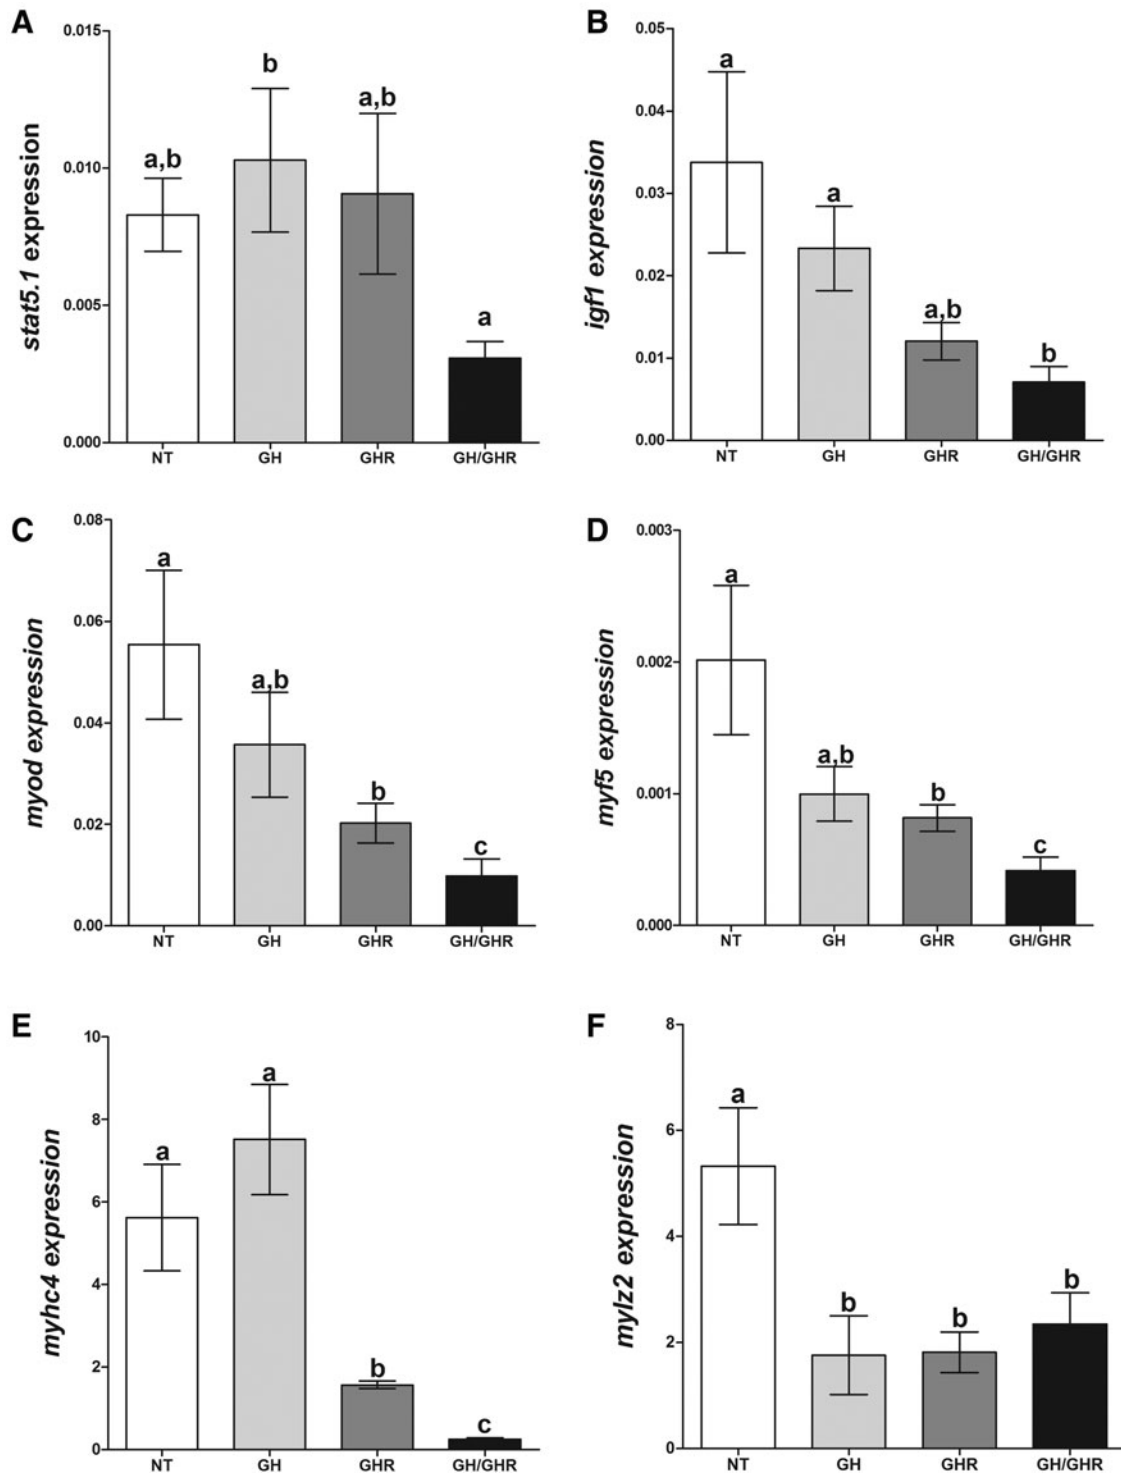 A
stat5.1 expression
0.015
0.010
0.005
0.000
a,b
b
a,b
a
NT GH GHR GH/GHR
B
igf1 expression
0.05
0.04
0.03
0.02
0.01
0.00
a
a
a,b
b
NT GH GHR GH/GHR
C
myod expression
0.08
0.06
0.04
0.02
0.00
a
a,b
b
c
NT GH GHR GH/GHR
D
myf5 expression
0.003
0.002
0.001
0.000
a
a,b
b
c
NT GH GHR GH/GHR
E
myhc4 expression
10
8
6
4
2
0
a
a
b
c
NT GH GHR GH/GHR
F
mylz2 expression
8
6
4
2
0
a
b
b
b
NT GH GHR GH/GHR